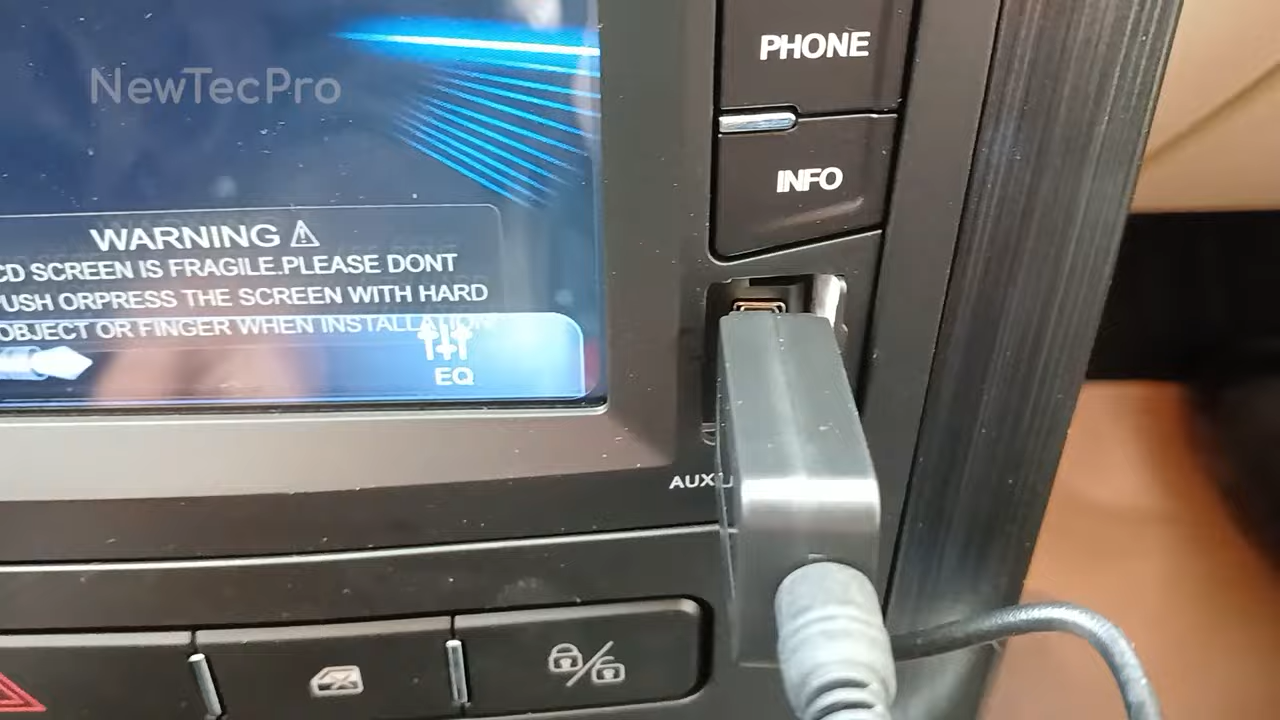 NewTecPro
PHONE
INFO
WARNING
CD SCREEN IS FRAGILE.PLEASE DONT
USH ORPRESS THE SCREEN WITH HARD
OBJECT OR FINGER WHEN INSTALLATION
EQ
AUX